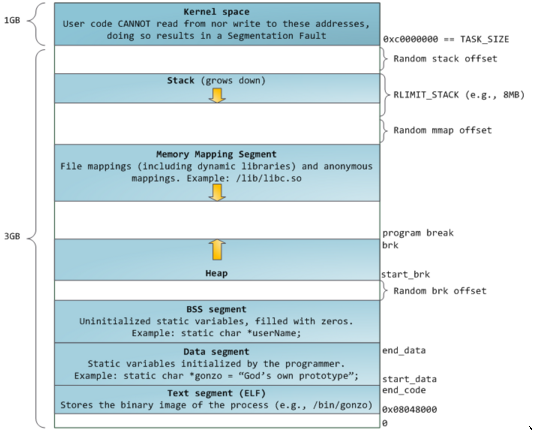 1GB
Kernel space
User code CANNOT read from nor write to these addresses,
doing so results in a Segmentation Fault
0xc0000000 == TASK_SIZE
Random stack offset
Stack (grows down)
RLIMIT_STACK (e.g., 8MB)
Random mmap offset
Memory Mapping Segment
File mappings (including dynamic libraries) and anonymous
mappings. Example: /lib/libc.so
3GB
program break
brk
Heap
start_brk
Random brk offset
BSS segment
Uninitialized static variables, filled with zeros.
Example: static char *userName;
end_data
Data segment
Static variables initialized by the programmer.
Example: static char *gonzo = “God’s own prototype”;
start_data
end_code
Text segment (ELF)
Stores the binary image of the process (e.g., /bin/gonzo)
0x08048000
0